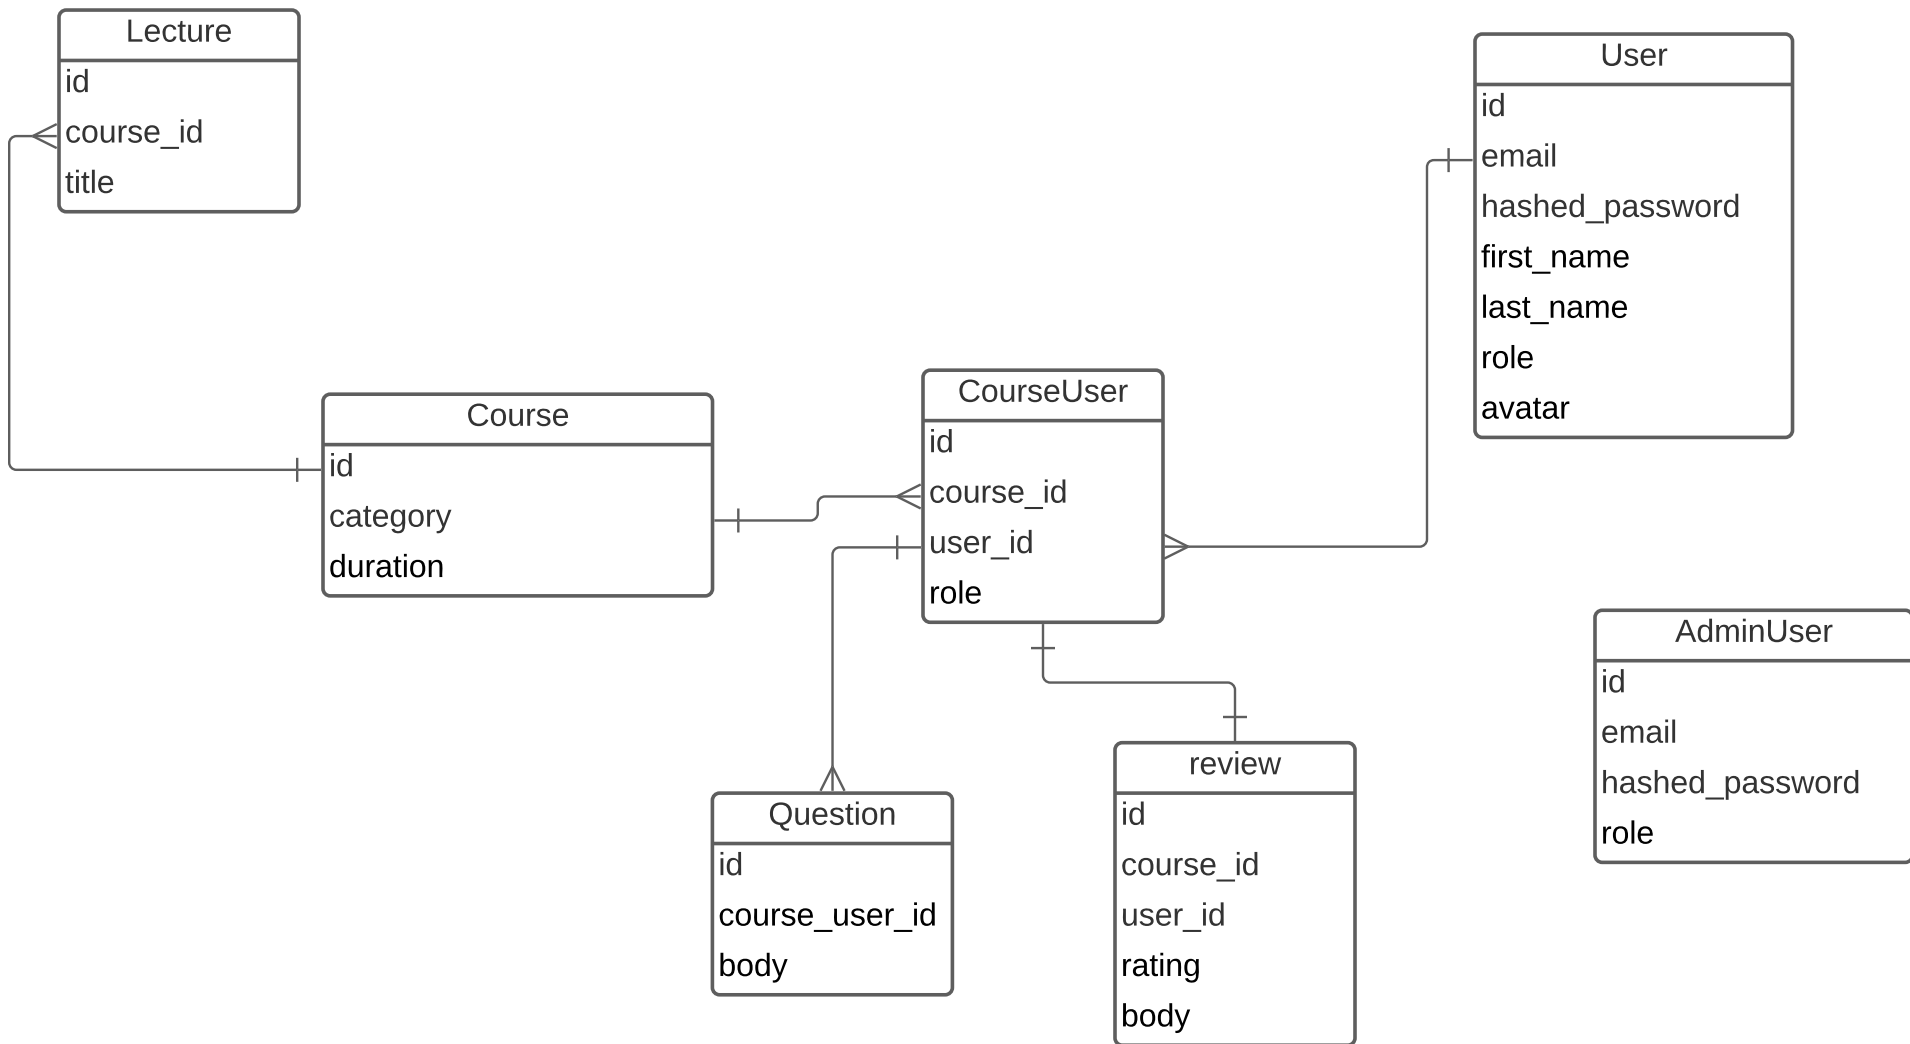 Lecture
id
course_id
title
User
id
email
hashed_password
first_name
last_name
role
avatar
Course
id
category
duration
CourseUser
id
course_id
user_id
role
AdminUser
id
email
hashed_password
role
Question
id
course_user_id
body
review
id
course_id
user_id
rating
body